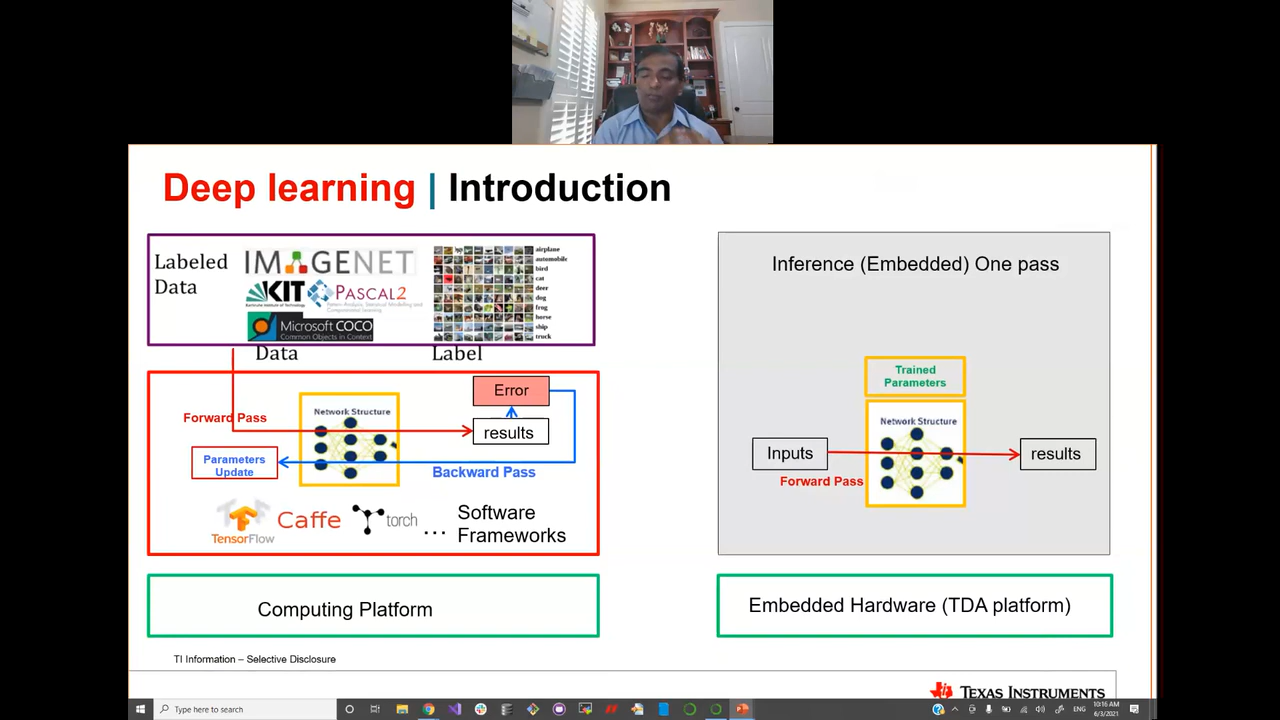 Deep learning | Introduction
Labeled
Data
IMAGENET
KIT
PASCAL2
Microsoft COCO
Common Objects in Context
airplane
automobile
bird
cat
deer
dog
frog
horse
ship
truck
Data
Label
Forward Pass
Network Structure
Error
results
Parameters
Update
Backward Pass
TensorFlow
Caffe
torch
...
Software
Frameworks
Computing Platform
Inference (Embedded) One pass
Trained
Parameters
Network Structure
Inputs
results
Forward Pass
Embedded Hardware (TDA platform)
TI Information – Selective Disclosure
TEXAS INSTRUMENTS
Type here to search
ENG
10:16 AM
6/3/2021